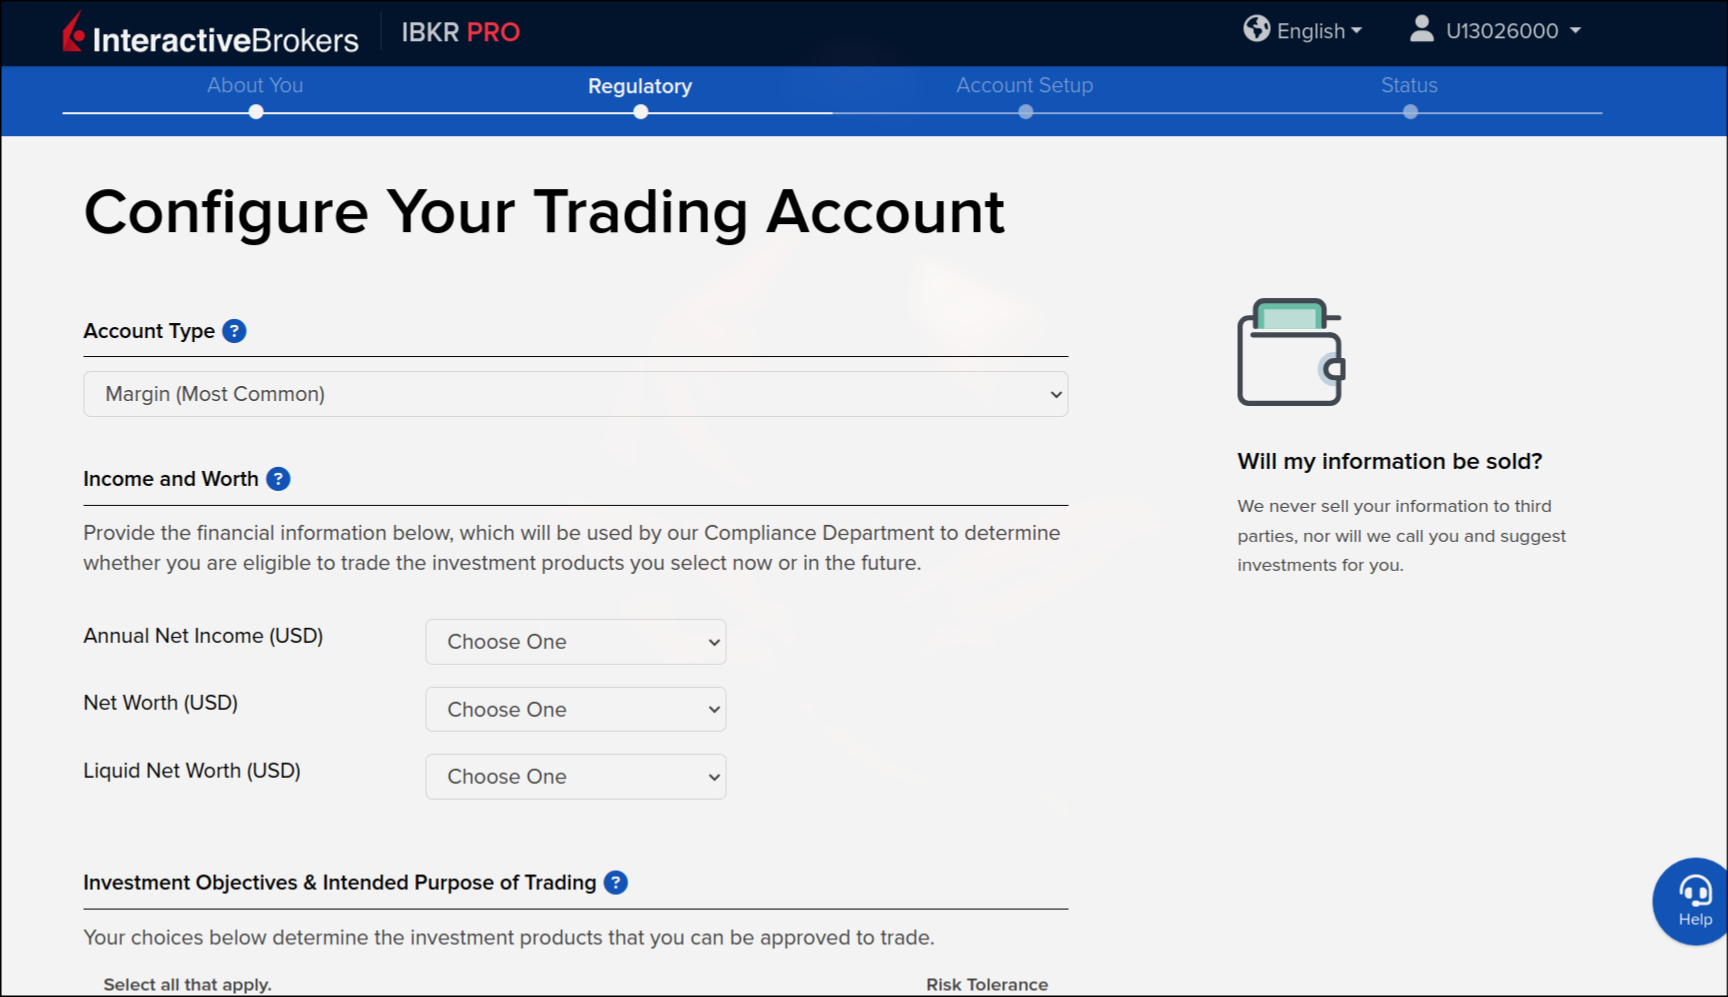 InteractiveBrokers IBKR PRO English U13026000
About You Regulatory Account Setup Status
Configure Your Trading Account
Account Type ?
Margin (Most Common)
Income and Worth ?
Provide the financial information below, which will be used by our Compliance Department to determine
whether you are eligible to trade the investment products you select now or in the future.
Annual Net Income (USD) Choose One
Net Worth (USD) Choose One
Liquid Net Worth (USD) Choose One
Investment Objectives & Intended Purpose of Trading ?
Your choices below determine the investment products that you can be approved to trade.
Select all that apply. Risk Tolerance
Will my information be sold?
We never sell your information to third
parties, nor will we call you and suggest
investments for you.
Help